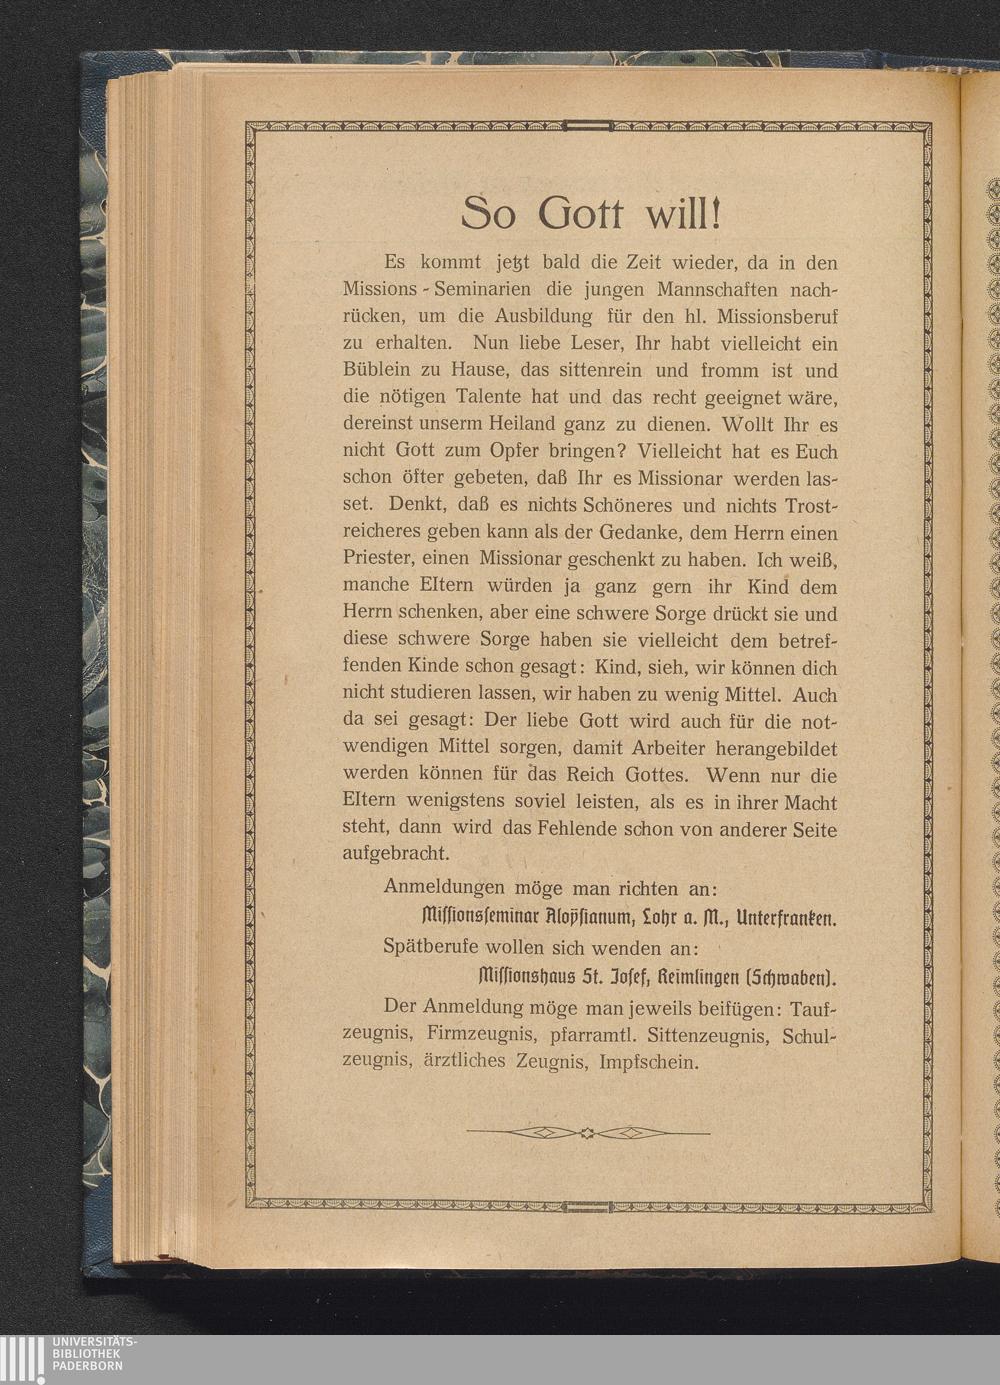 So Gott will!
Es kommt jetzt bald die Zeit wieder, da in den
Missions-Seminarien die jungen Mannschaften nach-
rücken, um die Ausbildung für den hl. Missionsberuf
zu erhalten. Nun liebe Leser, Ihr habt vielleicht ein
Büblein zu Hause, das sittenrein und fromm ist und
die nötigen Talente hat und das recht geeignet wäre,
dereinst unserm Heiland ganz zu dienen. Wollt Ihr es
nicht Gott zum Opfer bringen? Vielleicht hat es Euch
schon öfter gebeten, daß Ihr es Missionar werden las-
set. Denkt, daß es nichts Schöneres und nichts Trost-
reicheres geben kann als der Gedanke, dem Herrn einen
Priester, einen Missionar geschenkt zu haben. Ich weiß,
manche Eltern würden ja ganz gern ihr Kind dem
Herrn schenken, aber eine schwere Sorge drückt sie und
diese schwere Sorge haben sie vielleicht dem betref-
fenden Kinde schon gesagt: Kind, sieh, wir können dich
nicht studieren lassen, wir haben zu wenig Mittel. Auch
da sei gesagt: Der liebe Gott wird auch für die not-
wendigen Mittel sorgen, damit Arbeiter herangebildet
werden können für das Reich Gottes. Wenn nur die
Eltern wenigstens soviel leisten, als es in ihrer Macht
steht, dann wird das Fehlende schon von anderer Seite
aufgebracht.
Anmeldungen möge man richten an:
Missionsseminar Aloysianum, Lohr a. M., Unterfranken.
Spätberufe wollen sich wenden an:
Missionshaus St. Josef, Reimlingen (Schwaben).
Der Anmeldung möge man jeweils beifügen: Tauf-
zeugnis, Firmzeugnis, pfarramtl. Sittenzeugnis, Schul-
zeugnis, ärztliches Zeugnis, Impfschein.
UNIVERSITÄTS-
BIBLIOTHEK
PADERBORN